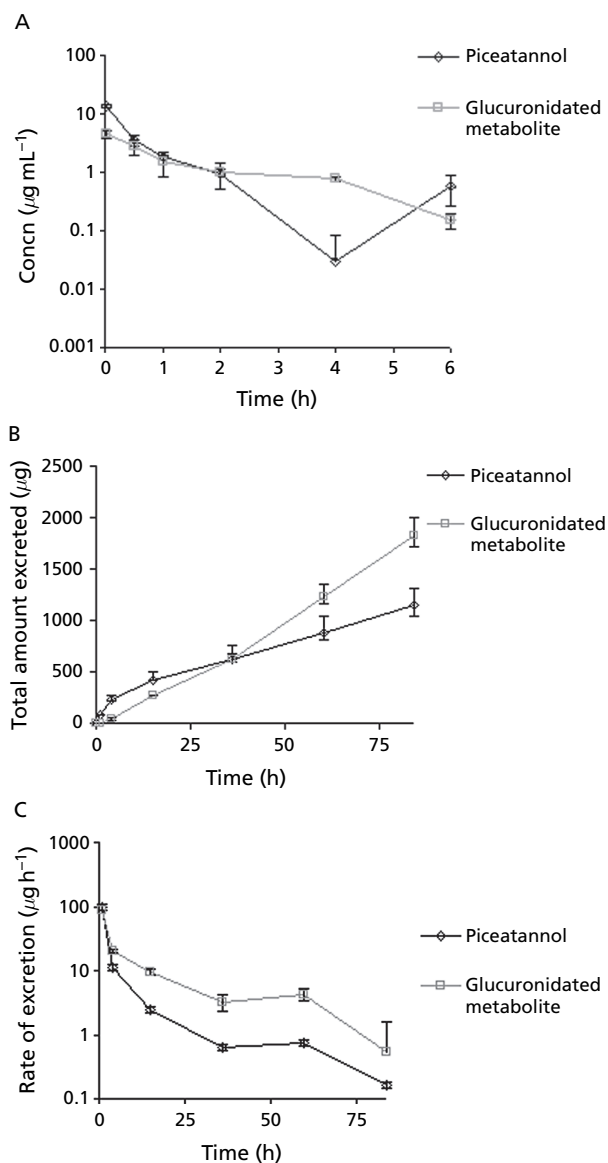 A
100
10
1
0.1
0.01
0.001
0 1 2 3 4 5 6
Concn (μg mL⁻¹)
Time (h)
Piceatannol
Glucuronidated
metabolite
B
2500
2000
1500
1000
500
0
0 25 50 75
Total amount excreted (μg)
Time (h)
Piceatannol
Glucuronidated
metabolite
C
1000
100
10
1
0.1
0 25 50 75
Rate of excretion (μg h⁻¹)
Time (h)
Piceatannol
Glucuronidated
metabolite